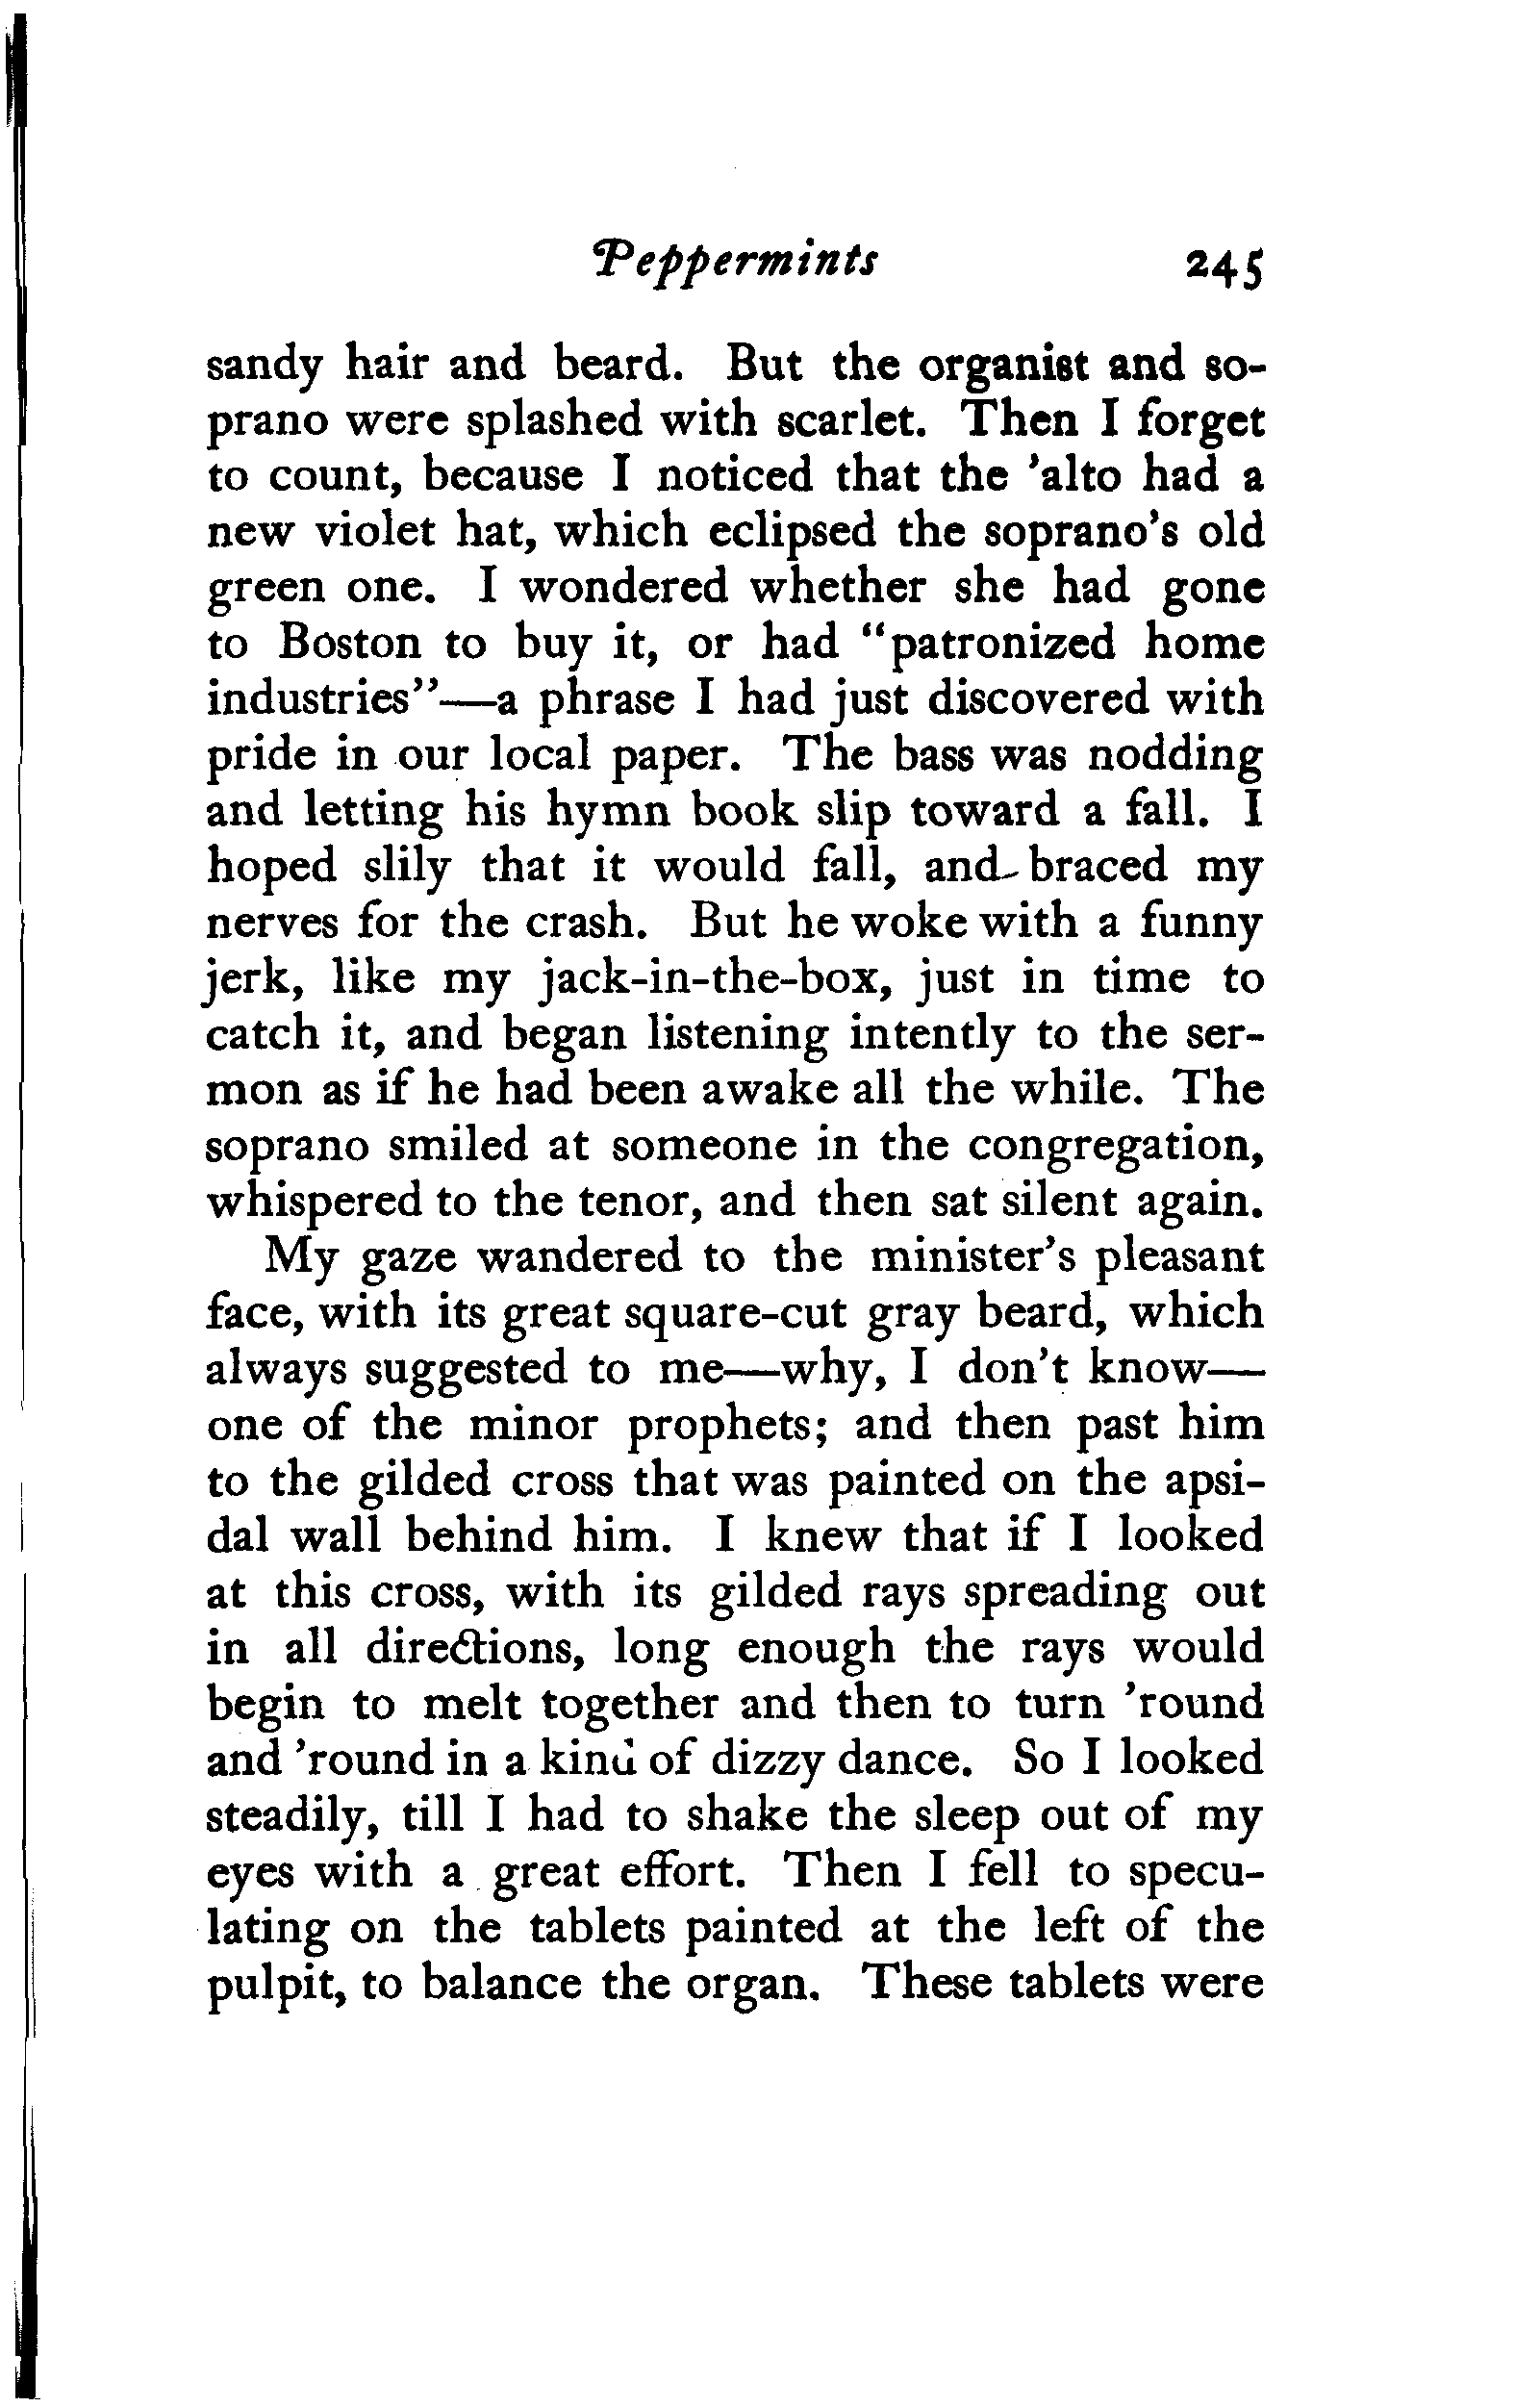 Peppermints 245
sandy hair and beard. But the organist and so-
prano were splashed with scarlet. Then I forget
to count, because I noticed that the 'alto had a
new violet hat, which eclipsed the soprano's old
green one. I wondered whether she had gone
to Boston to buy it, or had "patronized home
industries"—a phrase I had just discovered with
pride in our local paper. The bass was nodding
and letting his hymn book slip toward a fall. I
hoped slily that it would fall, and braced my
nerves for the crash. But he woke with a funny
jerk, like my jack-in-the-box, just in time to
catch it, and began listening intently to the ser-
mon as if he had been awake all the while. The
soprano smiled at someone in the congregation,
whispered to the tenor, and then sat silent again.
My gaze wandered to the minister's pleasant
face, with its great square-cut gray beard, which
always suggested to me—why, I don't know—
one of the minor prophets; and then past him
to the gilded cross that was painted on the apsi-
dal wall behind him. I knew that if I looked
at this cross, with its gilded rays spreading out
in all directions, long enough the rays would
begin to melt together and then to turn 'round
and 'round in a kind of dizzy dance. So I looked
steadily, till I had to shake the sleep out of my
eyes with a great effort. Then I fell to specu-
lating on the tablets painted at the left of the
pulpit, to balance the organ. These tablets were